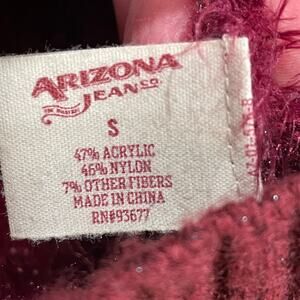 ARIZONA
JEAN CO
S
47% ACRYLIC
46% NYLON
7% OTHER FIBERS
MADE IN CHINA
RN#93677